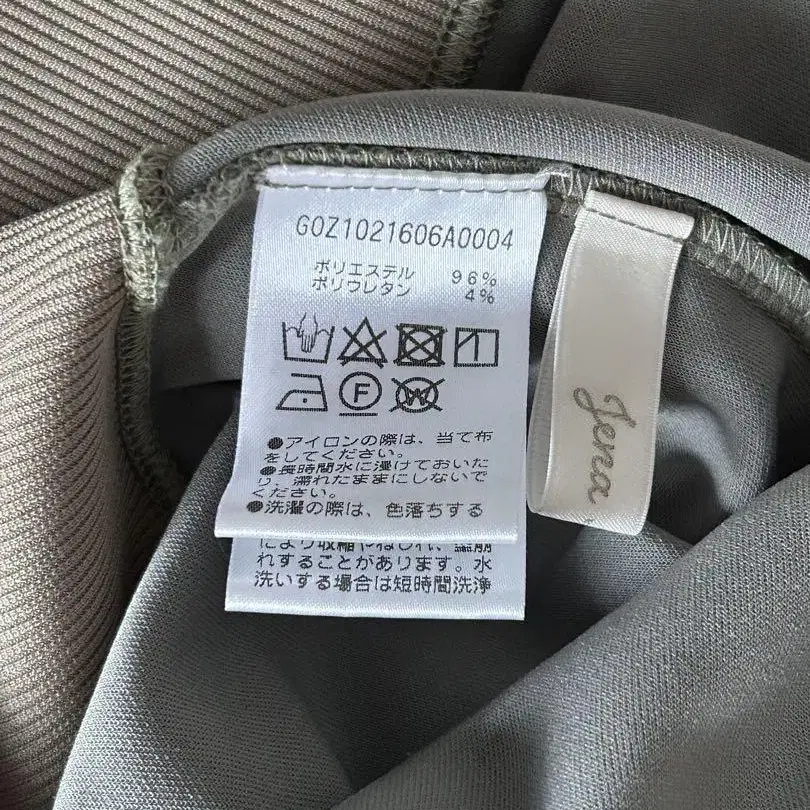 G0Z1021606A0004
ポリエステル 96%
ポリウレタン 4%
F
W
●アイロンの際は、当て布
をしてください。
●長時間水に浸けておいた
り、濡れたままにしないで
ください。
●洗濯の際は、色落ちする
により収縮やねじれ、
れすることがあります。水
洗いする場合は短時間洗浄
Jena